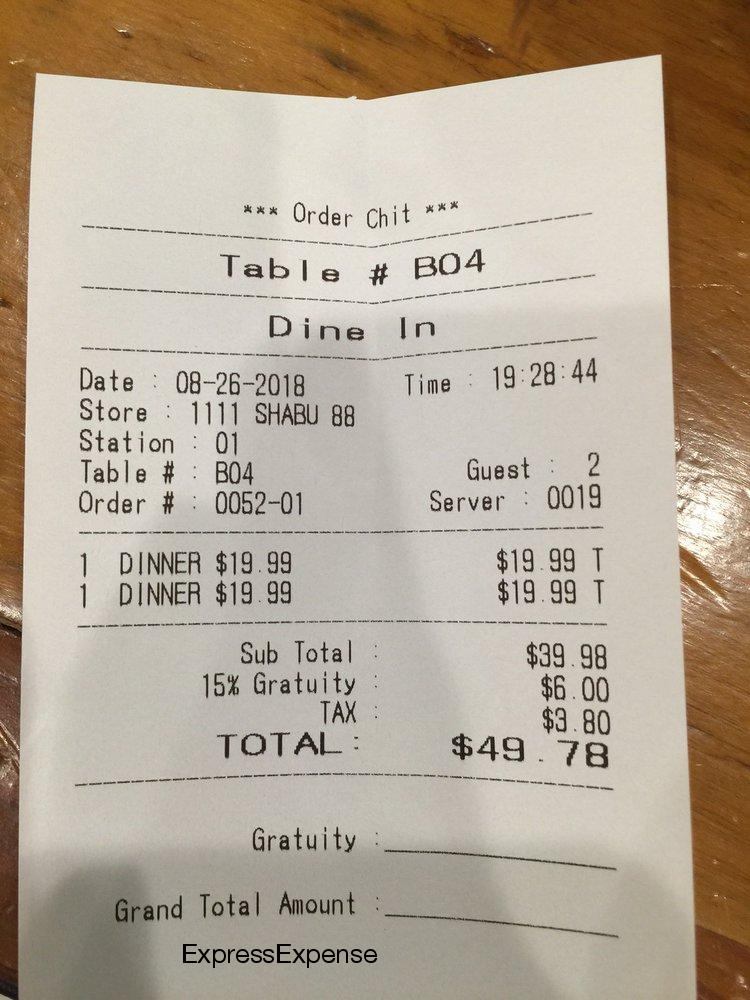 *** Order Chit ***
Table # B04
Dine In
Date : 08-26-2018 Time : 19:28:44
Store : 1111 SHABU 88
Station : 01
Table # : B04 Guest : 2
Order # : 0052-01 Server : 0019
1 DINNER $19.99 $19.99 T
1 DINNER $19.99 $19.99 T
Sub Total : $39.98
15% Gratuity : $6.00
TAX : $3.80
TOTAL: $49.78
Gratuity :
Grand Total Amount :
ExpressExpense